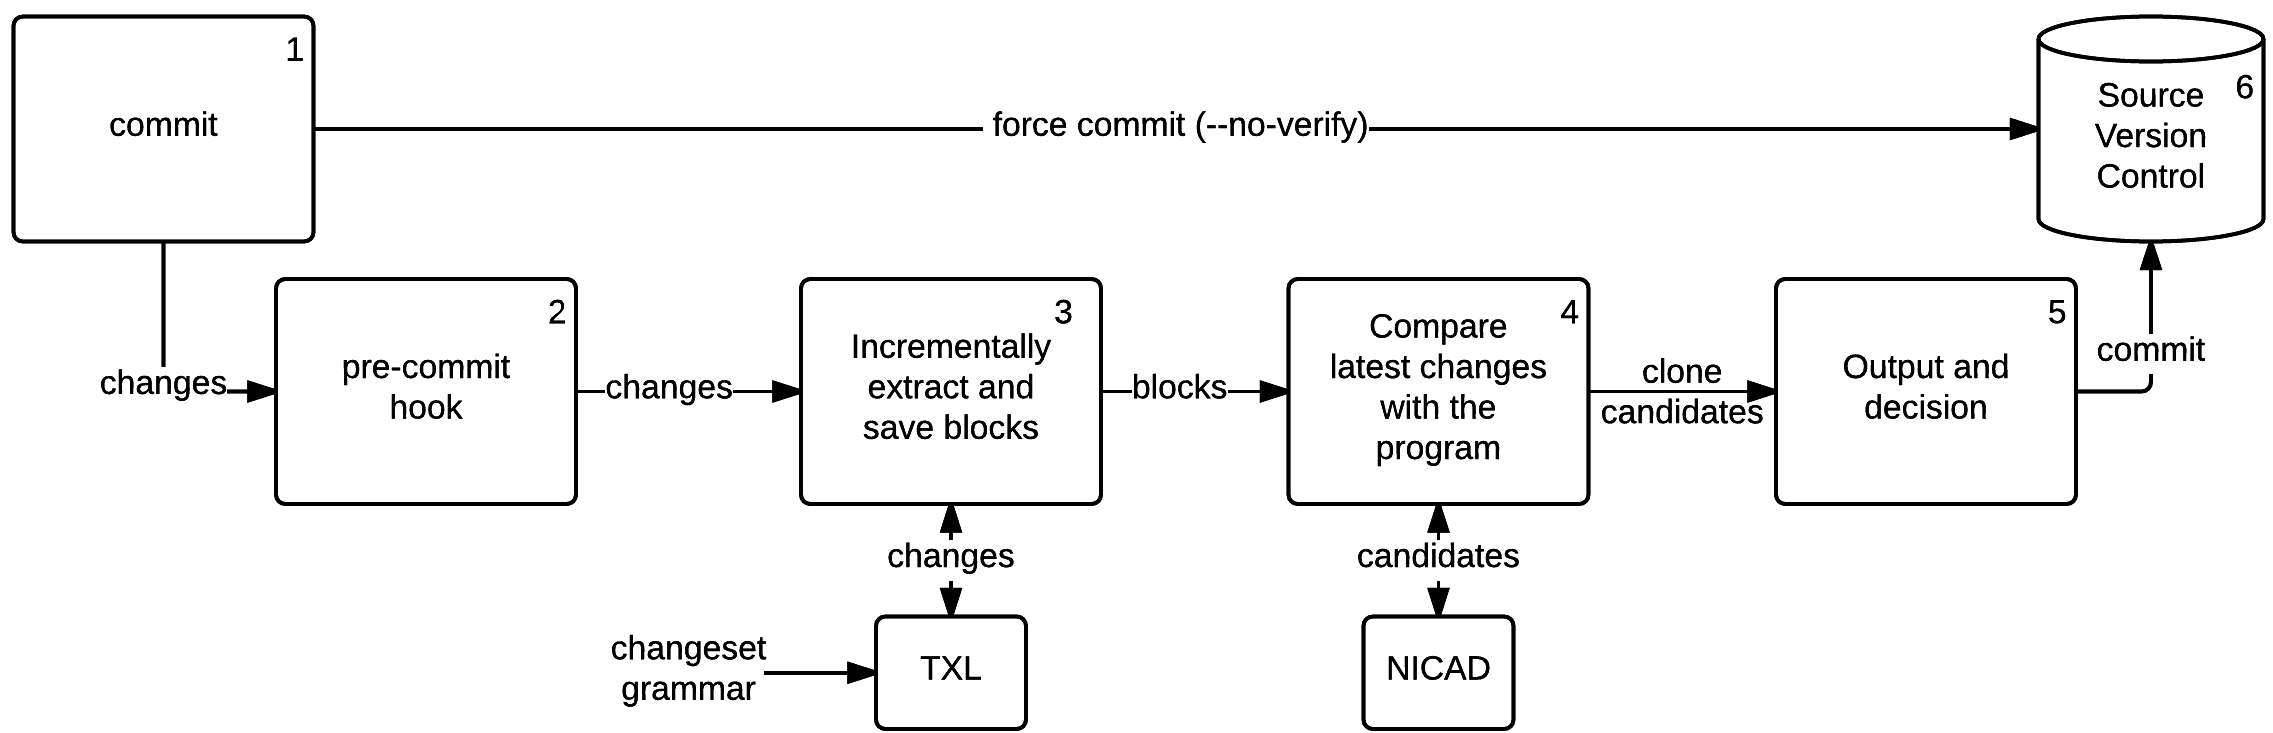 1
commit
force commit (--no-verify)
6
Source
Version
Control
changes
2
pre-commit
hook
changes
3
Incrementally
extract and
save blocks
blocks
4
Compare
latest changes
with the
program
clone
candidates
5
Output and
decision
commit
changes
candidates
changeset
grammar
TXL
NICAD